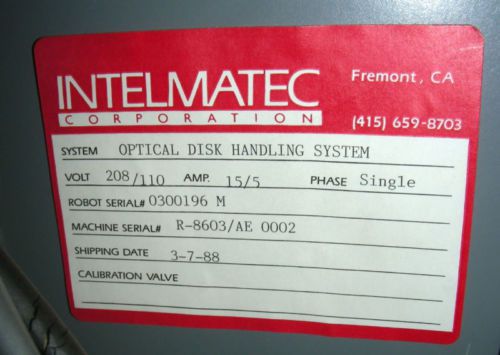 INTELMATEC Fremont, CA
CORPORATION (415) 659-8703
SYSTEM OPTICAL DISK HANDLING SYSTEM
VOLT 208/110 AMP. 15/5 PHASE Single
ROBOT SERIAL# 0300196 M
MACHINE SERIAL# R-8603/AE 0002
SHIPPING DATE 3-7-88
CALIBRATION VALVE